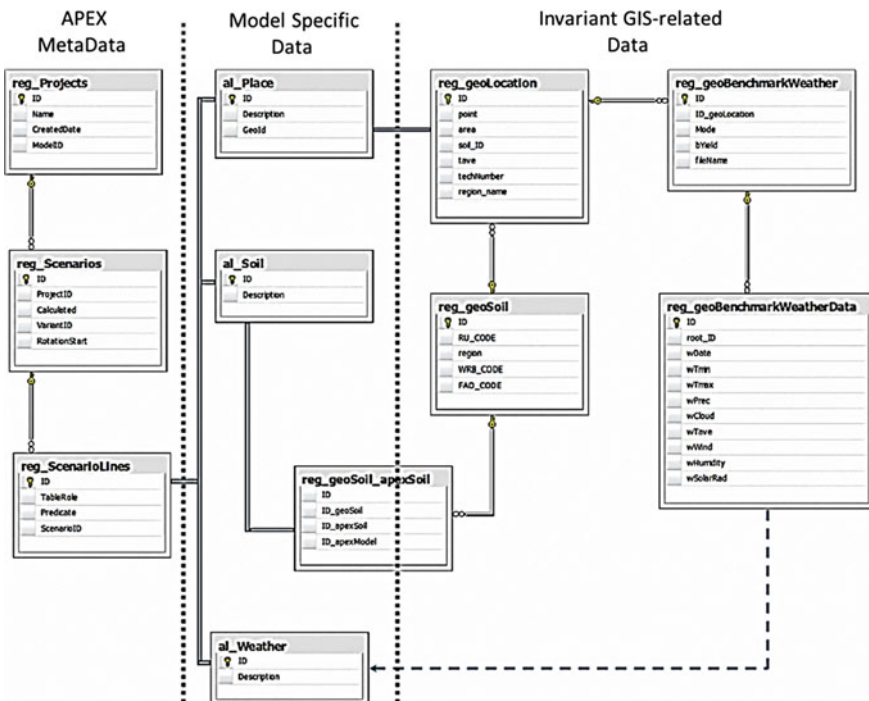 APEX
MetaData
Model Specific
Data
Invariant GIS-related
Data
reg_Projects
ID
Name
CreatedDate
ModelID
reg_Scenarios
ID
ProjectID
Calculated
VariantID
RotationStart
reg_ScenarioLines
ID
TableRole
Predicate
ScenarioID
al_Place
ID
Description
GeoId
al_Soil
ID
Description
reg_geoSoil_apexSoil
ID
ID_geoSoil
ID_apexSoil
ID_apexModel
al_Weather
ID
Description
reg_geoLocation
ID
point
area
soil_ID
tave
techNumber
region_name
reg_geoSoil
ID
RU_CODE
region
WRB_CODE
FAO_CODE
reg_geoBenchmarkWeather
ID
ID_geoLocation
Mode
bYield
fileName
reg_geoBenchmarkWeatherData
ID
root_ID
wDate
wTmin
wTmax
wPrec
wCloud
wTave
wWind
wHumdity
wSolarRad